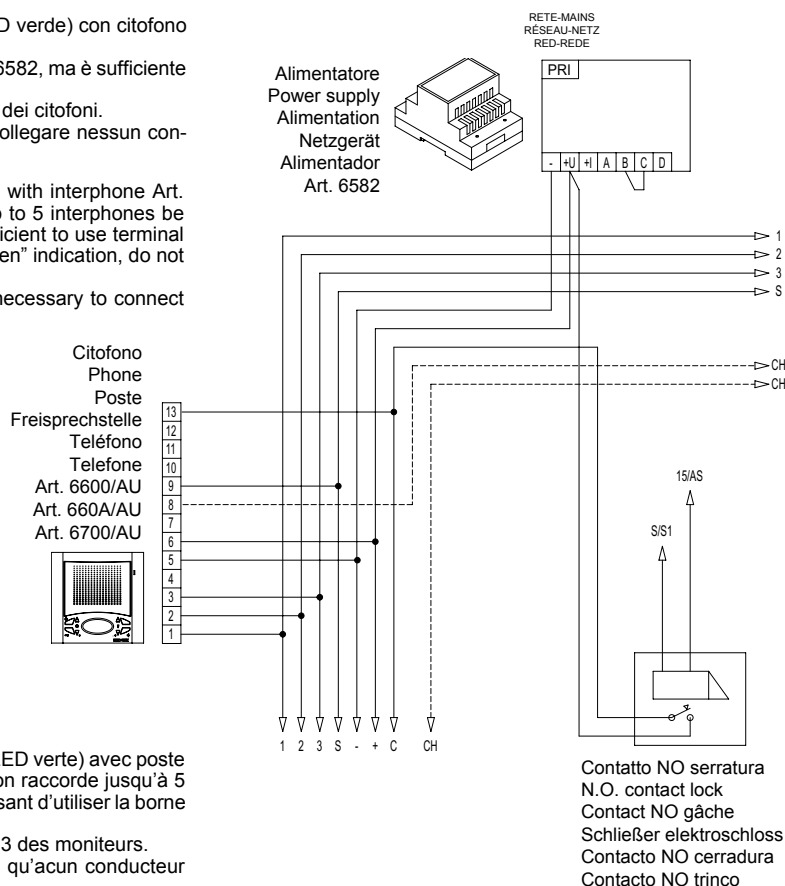 D verde) con citofono
6582, ma è sufficiente
dei citofoni.
ollegare nessun con-
with interphone Art.
o to 5 interphones be
icient to use terminal
en” indication, do not
necessary to connect
RETE-MAINS
RÉSEAU-NETZ
RED-REDE
Alimentatore
Power supply
Alimentation
Netzgerät
Alimentador
Art. 6582
PRI
- +U +I A B C D
1
2
3
S
CH
CH
Citofono
Phone
Poste
Freisprechstelle
Teléfono
Telefone
Art. 6600/AU
Art. 660A/AU
Art. 6700/AU
13
12
11
10
9
8
7
6
5
4
3
2
1
15/AS
S/S1
1 2 3 S - + C CH
Contatto NO serratura
N.O. contact lock
Contact NO gâche
Schließer elektroschloss
Contacto NO cerradura
Contacto NO trinco
LED verte) avec poste
on raccorde jusqu’à 5
sant d’utiliser la borne
3 des moniteurs.
qu’acun conducteur